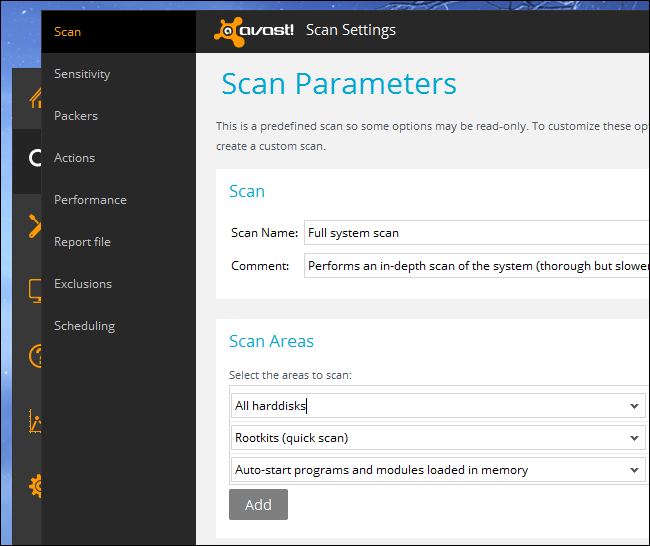 Scan
Sensitivity
Packers
Actions
Performance
Report file
Exclusions
Scheduling
avast! Scan Settings
Scan Parameters
This is a predefined scan so some options may be read-only. To customize these opt
create a custom scan.
Scan
Scan Name: Full system scan
Comment: Performs an in-depth scan of the system (thorough but slower
Scan Areas
Select the areas to scan:
All harddisks
Rootkits (quick scan)
Auto-start programs and modules loaded in memory
Add